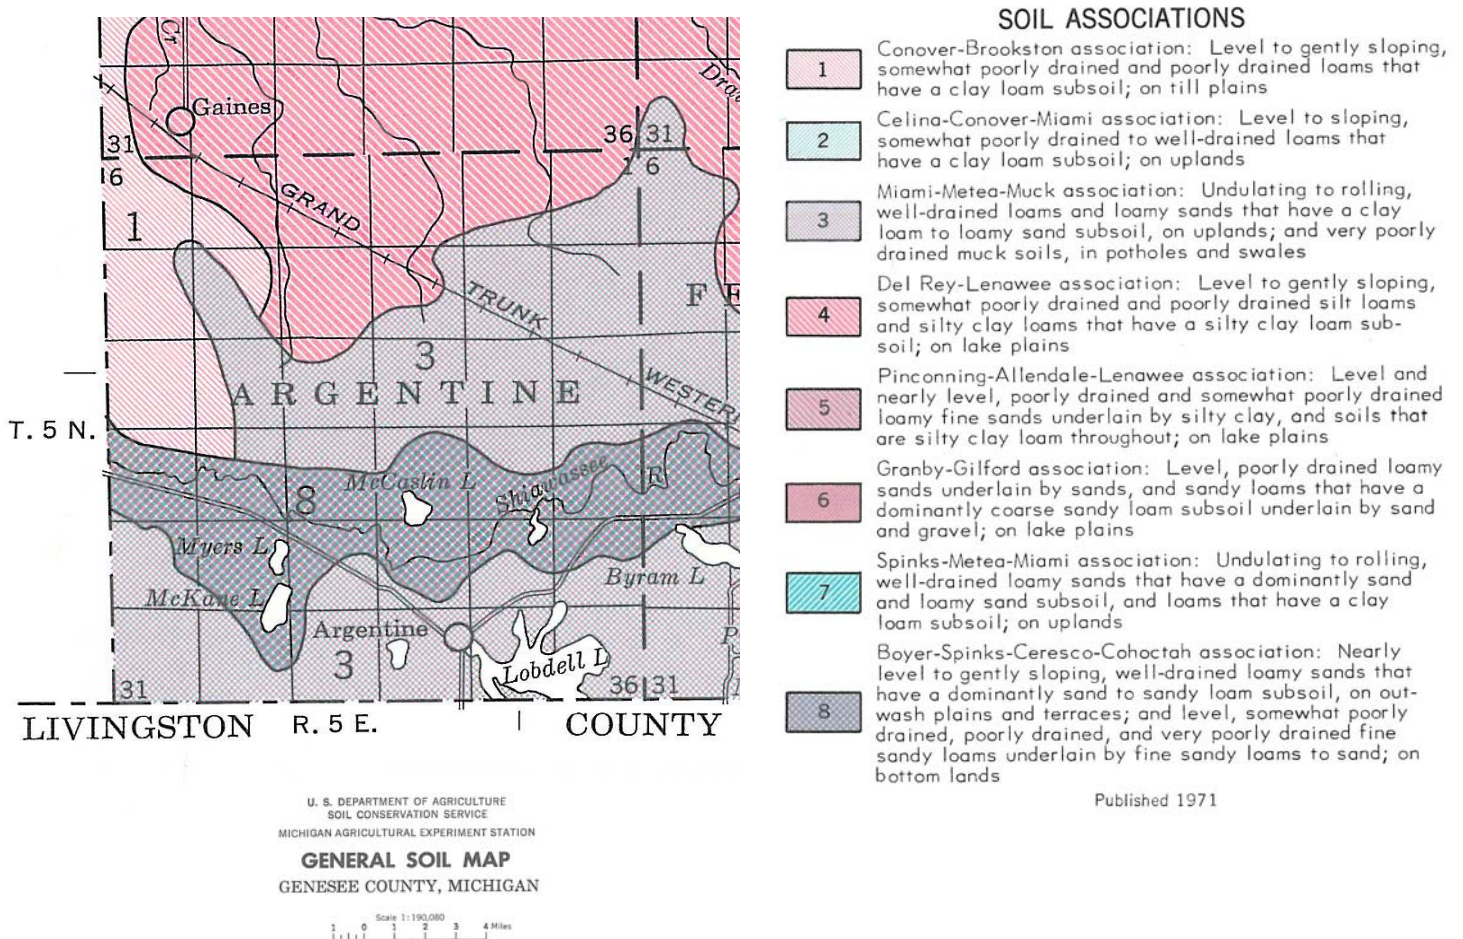 Cr
Gaines
Dra
31
36 31
6
1 6
1
GRAND
TRUNK
WESTERN
3
F E
ARGENTINE
T. 5 N.
McCaslin L
Shiawassee
R
8
Myers L
Byram L
McKane L
Argentine
3
Lobdell L
31
36 31
LIVINGSTON R. 5 E. COUNTY
U. S. DEPARTMENT OF AGRICULTURE
SOIL CONSERVATION SERVICE
MICHIGAN AGRICULTURAL EXPERIMENT STATION
GENERAL SOIL MAP
GENESEE COUNTY, MICHIGAN
Scale 1:190,080
1 0 1 2 3 4 Miles
SOIL ASSOCIATIONS
1 Conover-Brookston association: Level to gently sloping,
somewhat poorly drained and poorly drained loams that
have a clay loam subsoil; on till plains
2 Celina-Conover-Miami association: Level to sloping,
somewhat poorly drained to well-drained loams that
have a clay loam subsoil; on uplands
3 Miami-Metea-Muck association: Undulating to rolling,
well-drained loams and loamy sands that have a clay
loam to loamy sand subsoil, on uplands; and very poorly
drained muck soils, in potholes and swales
4 Del Rey-Lenawee association: Level to gently sloping,
somewhat poorly drained and poorly drained silt loams
and silty clay loams that have a silty clay loam sub-
soil; on lake plains
5 Pinconning-Allendale-Lenawee association: Level and
nearly level, poorly drained and somewhat poorly drained
loamy fine sands underlain by silty clay, and soils that
are silty clay loam throughout; on lake plains
6 Granby-Gilford association: Level, poorly drained loamy
sands underlain by sands, and sandy loams that have a
dominantly coarse sandy loam subsoil underlain by sand
and gravel; on lake plains
7 Spinks-Metea-Miami association: Undulating to rolling,
well-drained loamy sands that have a dominantly sand
and loamy sand subsoil, and loams that have a clay
loam subsoil; on uplands
8 Boyer-Spinks-Ceresco-Cohoctah association: Nearly
level to gently sloping, well-drained loamy sands that
have a dominantly sand to sandy loam subsoil, on out-
wash plains and terraces; and level, somewhat poorly
drained, poorly drained, and very poorly drained fine
sandy loams underlain by fine sandy loams to sand; on
bottom lands
Published 1971